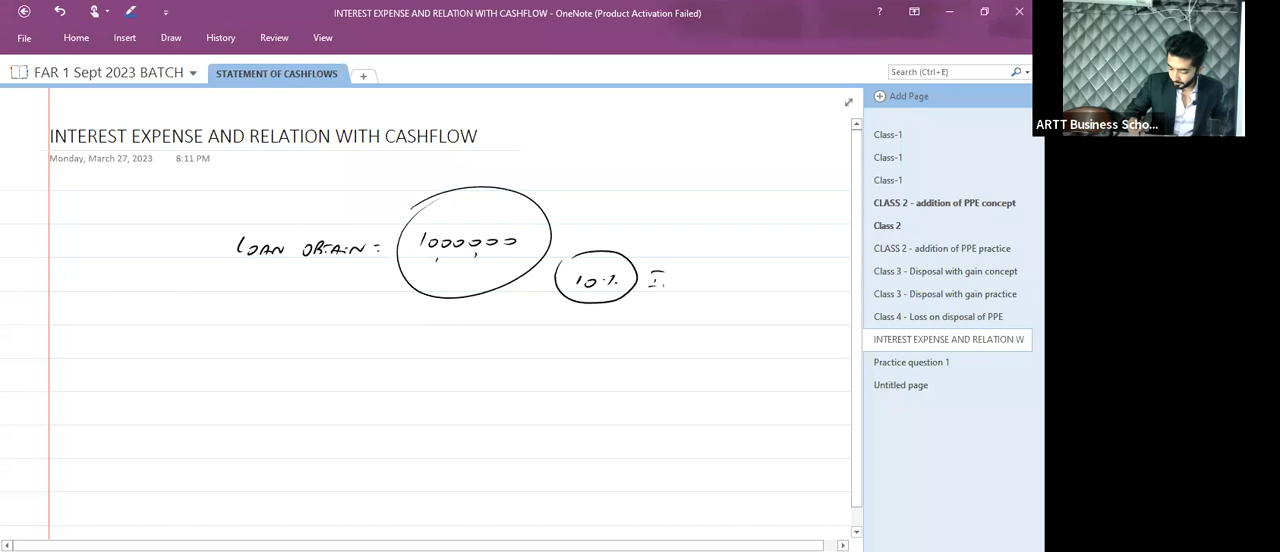 INTEREST EXPENSE AND RELATION WITH CASHFLOW - OneNote (Product Activation Failed)
?
File Home Insert Draw History Review View
FAR 1 Sept 2023 BATCH
STATEMENT OF CASHFLOWS
+
Search (Ctrl+E)
Add Page
INTEREST EXPENSE AND RELATION WITH CASHFLOW
Monday, March 27, 2023 8:11 PM
LOAN OBTAIN = 1,000,000
10% I
Class-1
Class-1
Class-1
CLASS 2 - addition of PPE concept
Class 2
CLASS 2 - addition of PPE practice
Class 3 - Disposal with gain concept
Class 3 - Disposal with gain practice
Class 4 - Loss on disposal of PPE
INTEREST EXPENSE AND RELATION W
Practice question 1
Untitled page
ARTT Business Scho...